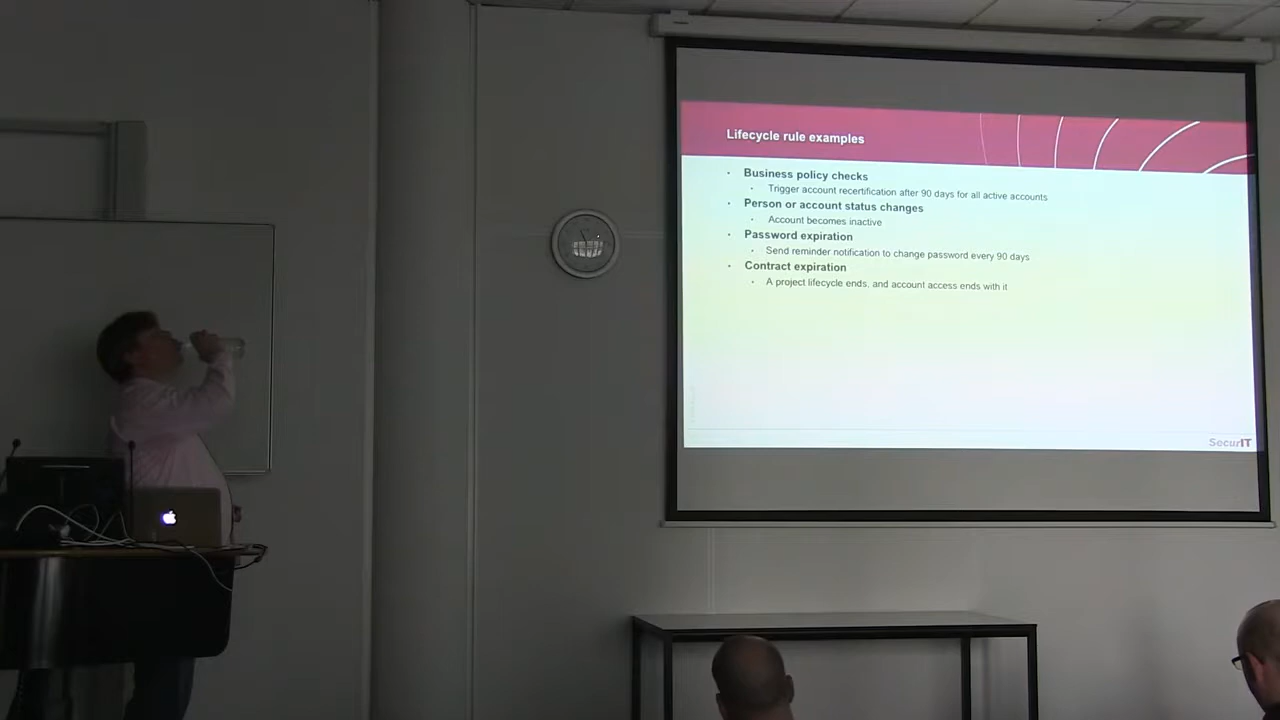 Lifecycle rule examples
• Business policy checks
• Trigger account recertification after 90 days for all active accounts
• Person or account status changes
• Account becomes inactive
• Password expiration
• Send reminder notification to change password every 90 days
• Contract expiration
• A project lifecycle ends, and account access ends with it
SecurIT